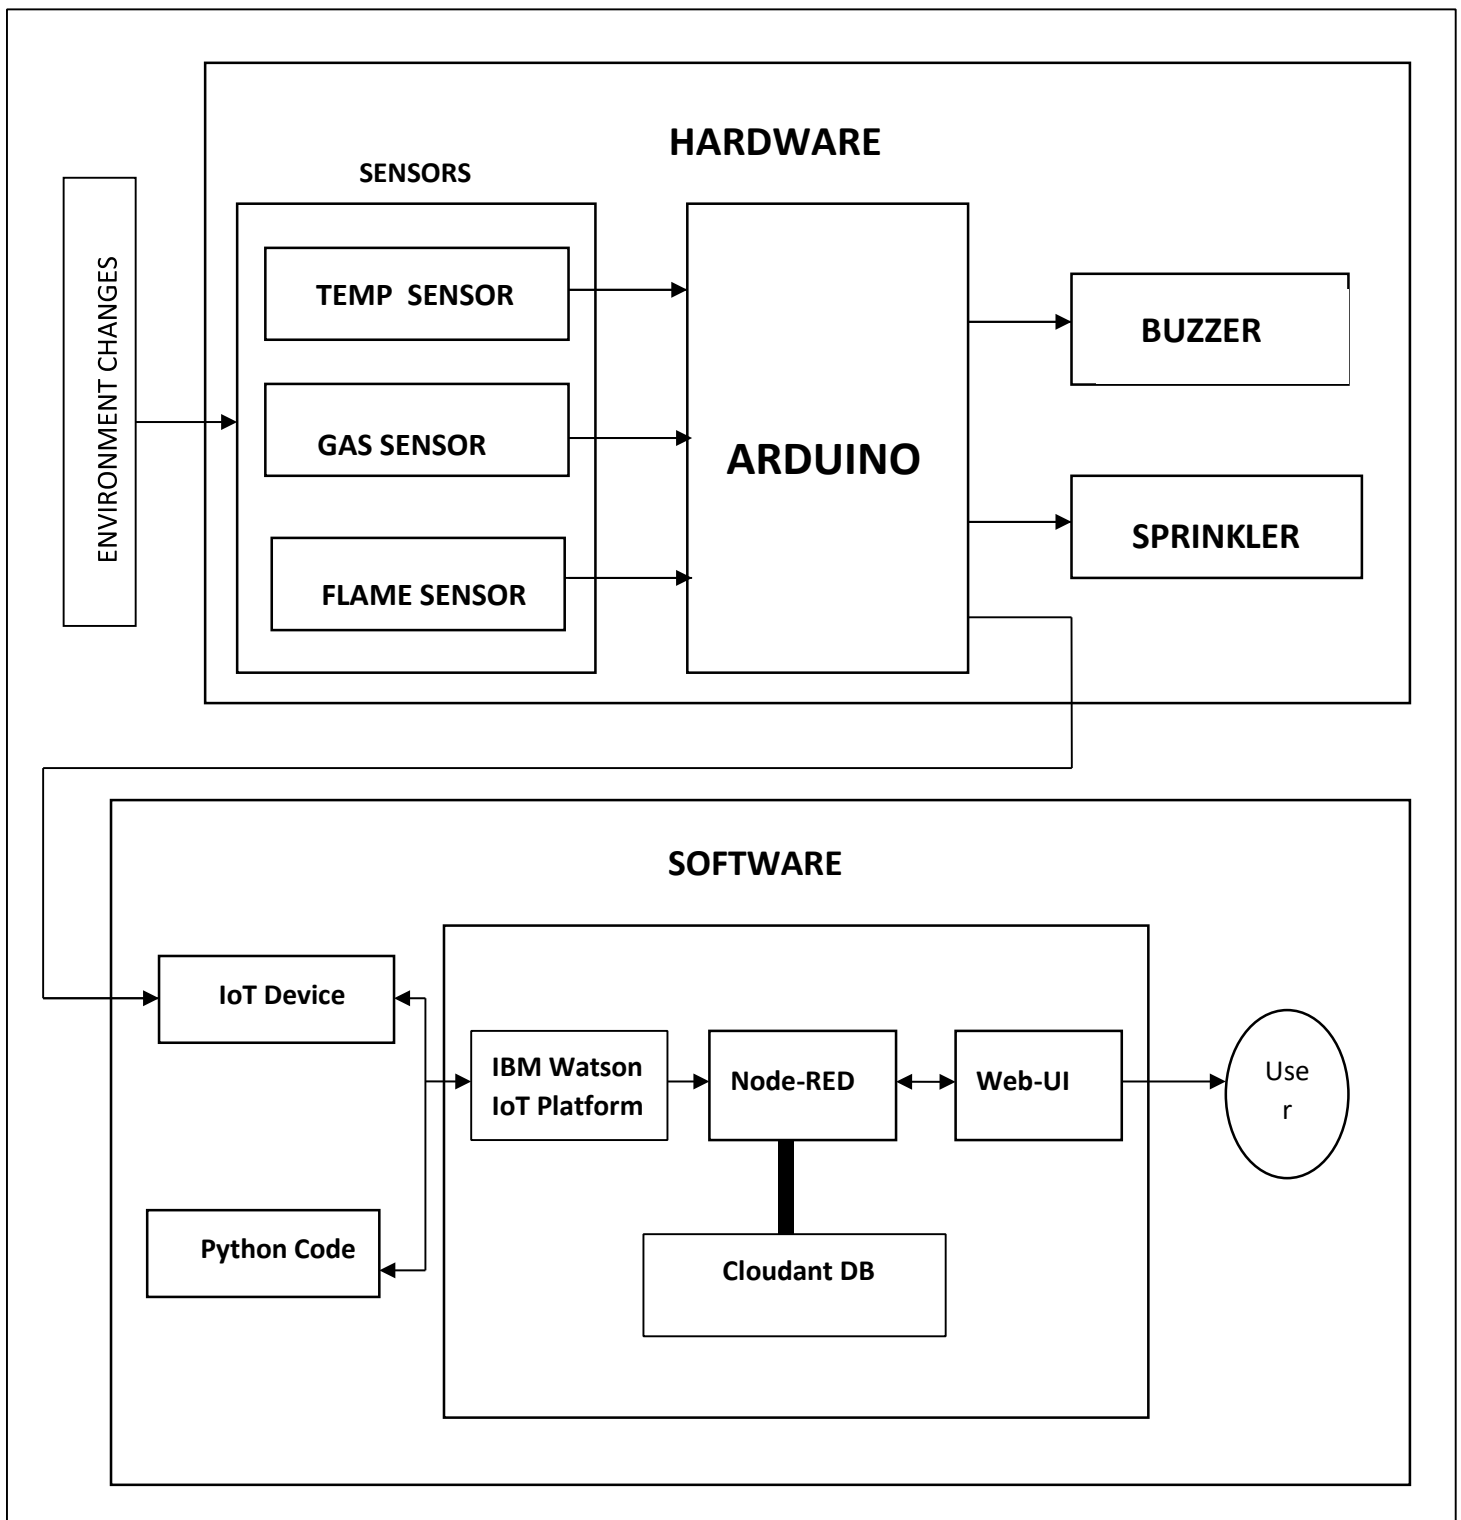 HARDWARE
SENSORS
ENVIRONMENT CHANGES
TEMP  SENSOR
GAS SENSOR
FLAME SENSOR
ARDUINO
BUZZER
SPRINKLER
SOFTWARE
IoT Device
Python Code
IBM Watson
IoT Platform
Node-RED
Web-UI
Cloudant DB
Use
r